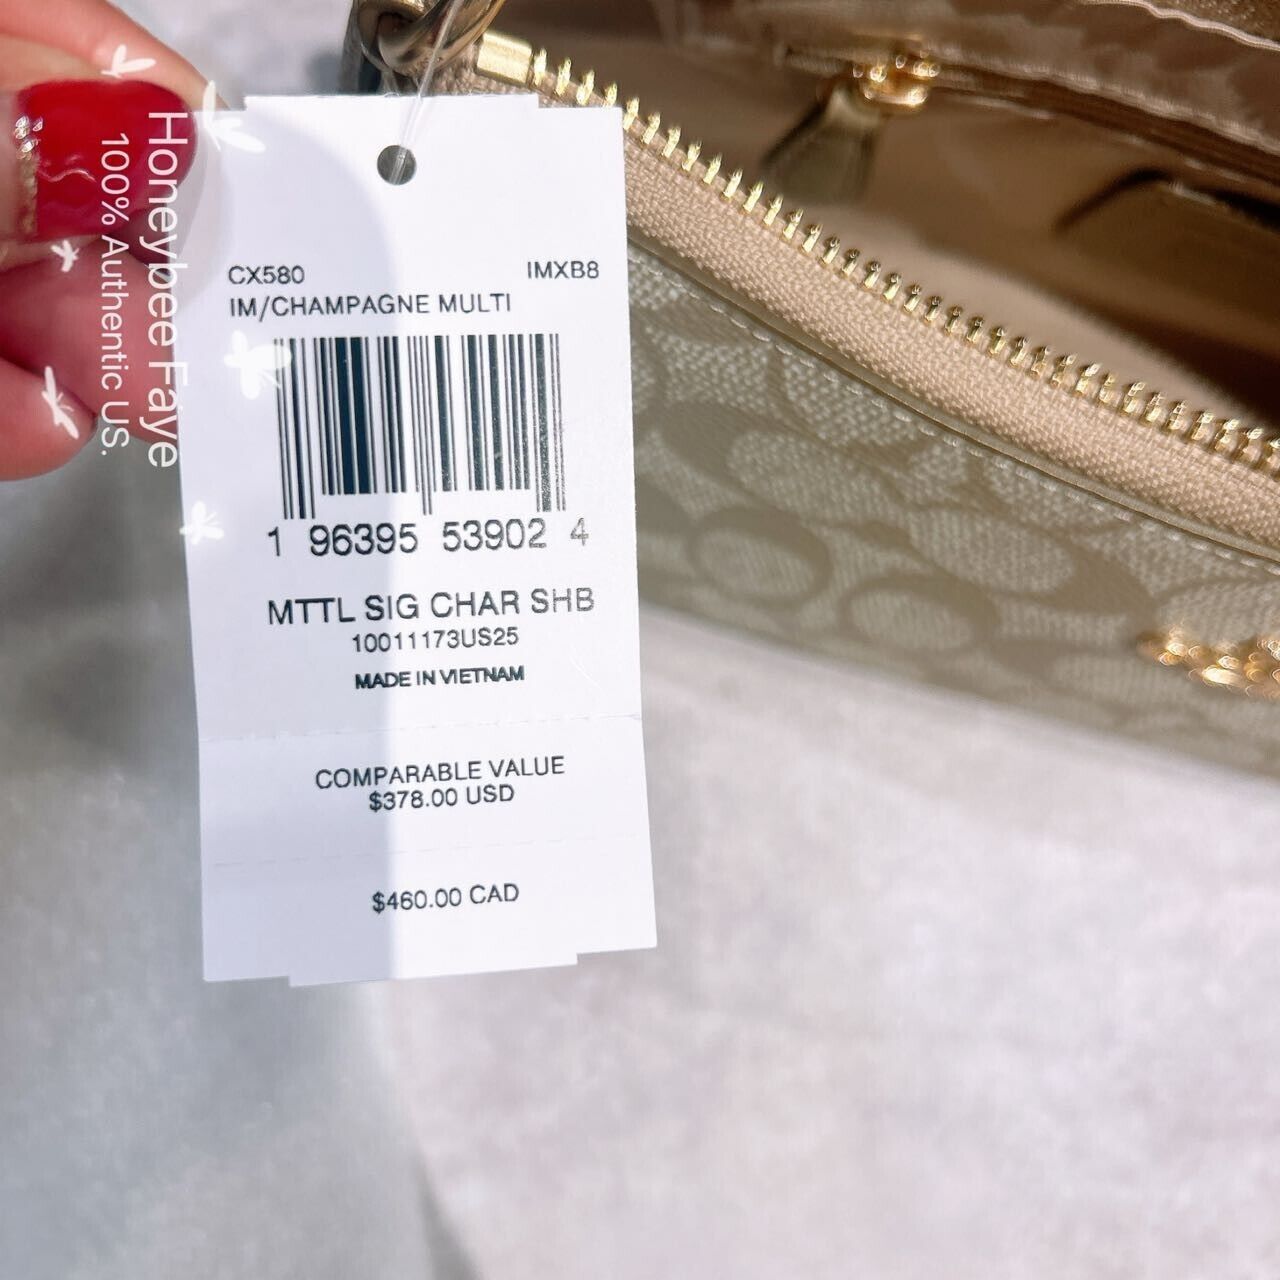 Honeybee Faye
100% Authentic US.
CX580 IMXB8
IM/CHAMPAGNE MULTI
1 96395 53902 4
MTTL SIG CHAR SHB
10011173US25
MADE IN VIETNAM
COMPARABLE VALUE
$378.00 USD
$460.00 CAD